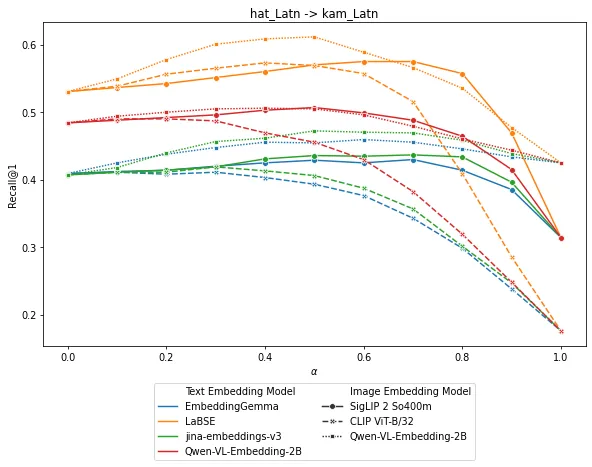 hat_Latn -> kam_Latn
Recall@1
0.6
0.5
0.4
0.3
0.2
0.0 0.2 0.4 0.6 0.8 1.0
α
Text Embedding Model Image Embedding Model
EmbeddingGemma SigLIP 2 So400m
LaBSE CLIP ViT-B/32
jina-embeddings-v3 Qwen-VL-Embedding-2B
Qwen-VL-Embedding-2B